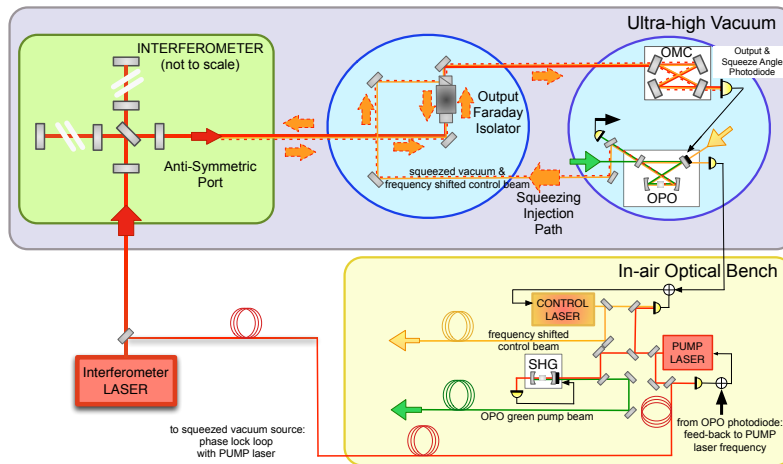 Ultra-high Vacuum
INTERFEROMETER
(not to scale)
OMC
Output &
Squeeze Angle
Photodiode
Output
Faraday
Isolator
Anti-Symmetric
Port
squeezed vacuum &
frequency shifted control beam
Squeezing
Injection
Path
OPO
In-air Optical Bench
CONTROL
LASER
frequency shifted
control beam
PUMP
LASER
SHG
Interferometer
LASER
OPO green pump beam
to squeezed vacuum source:
phase lock loop
with PUMP laser
from OPO photodiode:
feed-back to PUMP
laser frequency